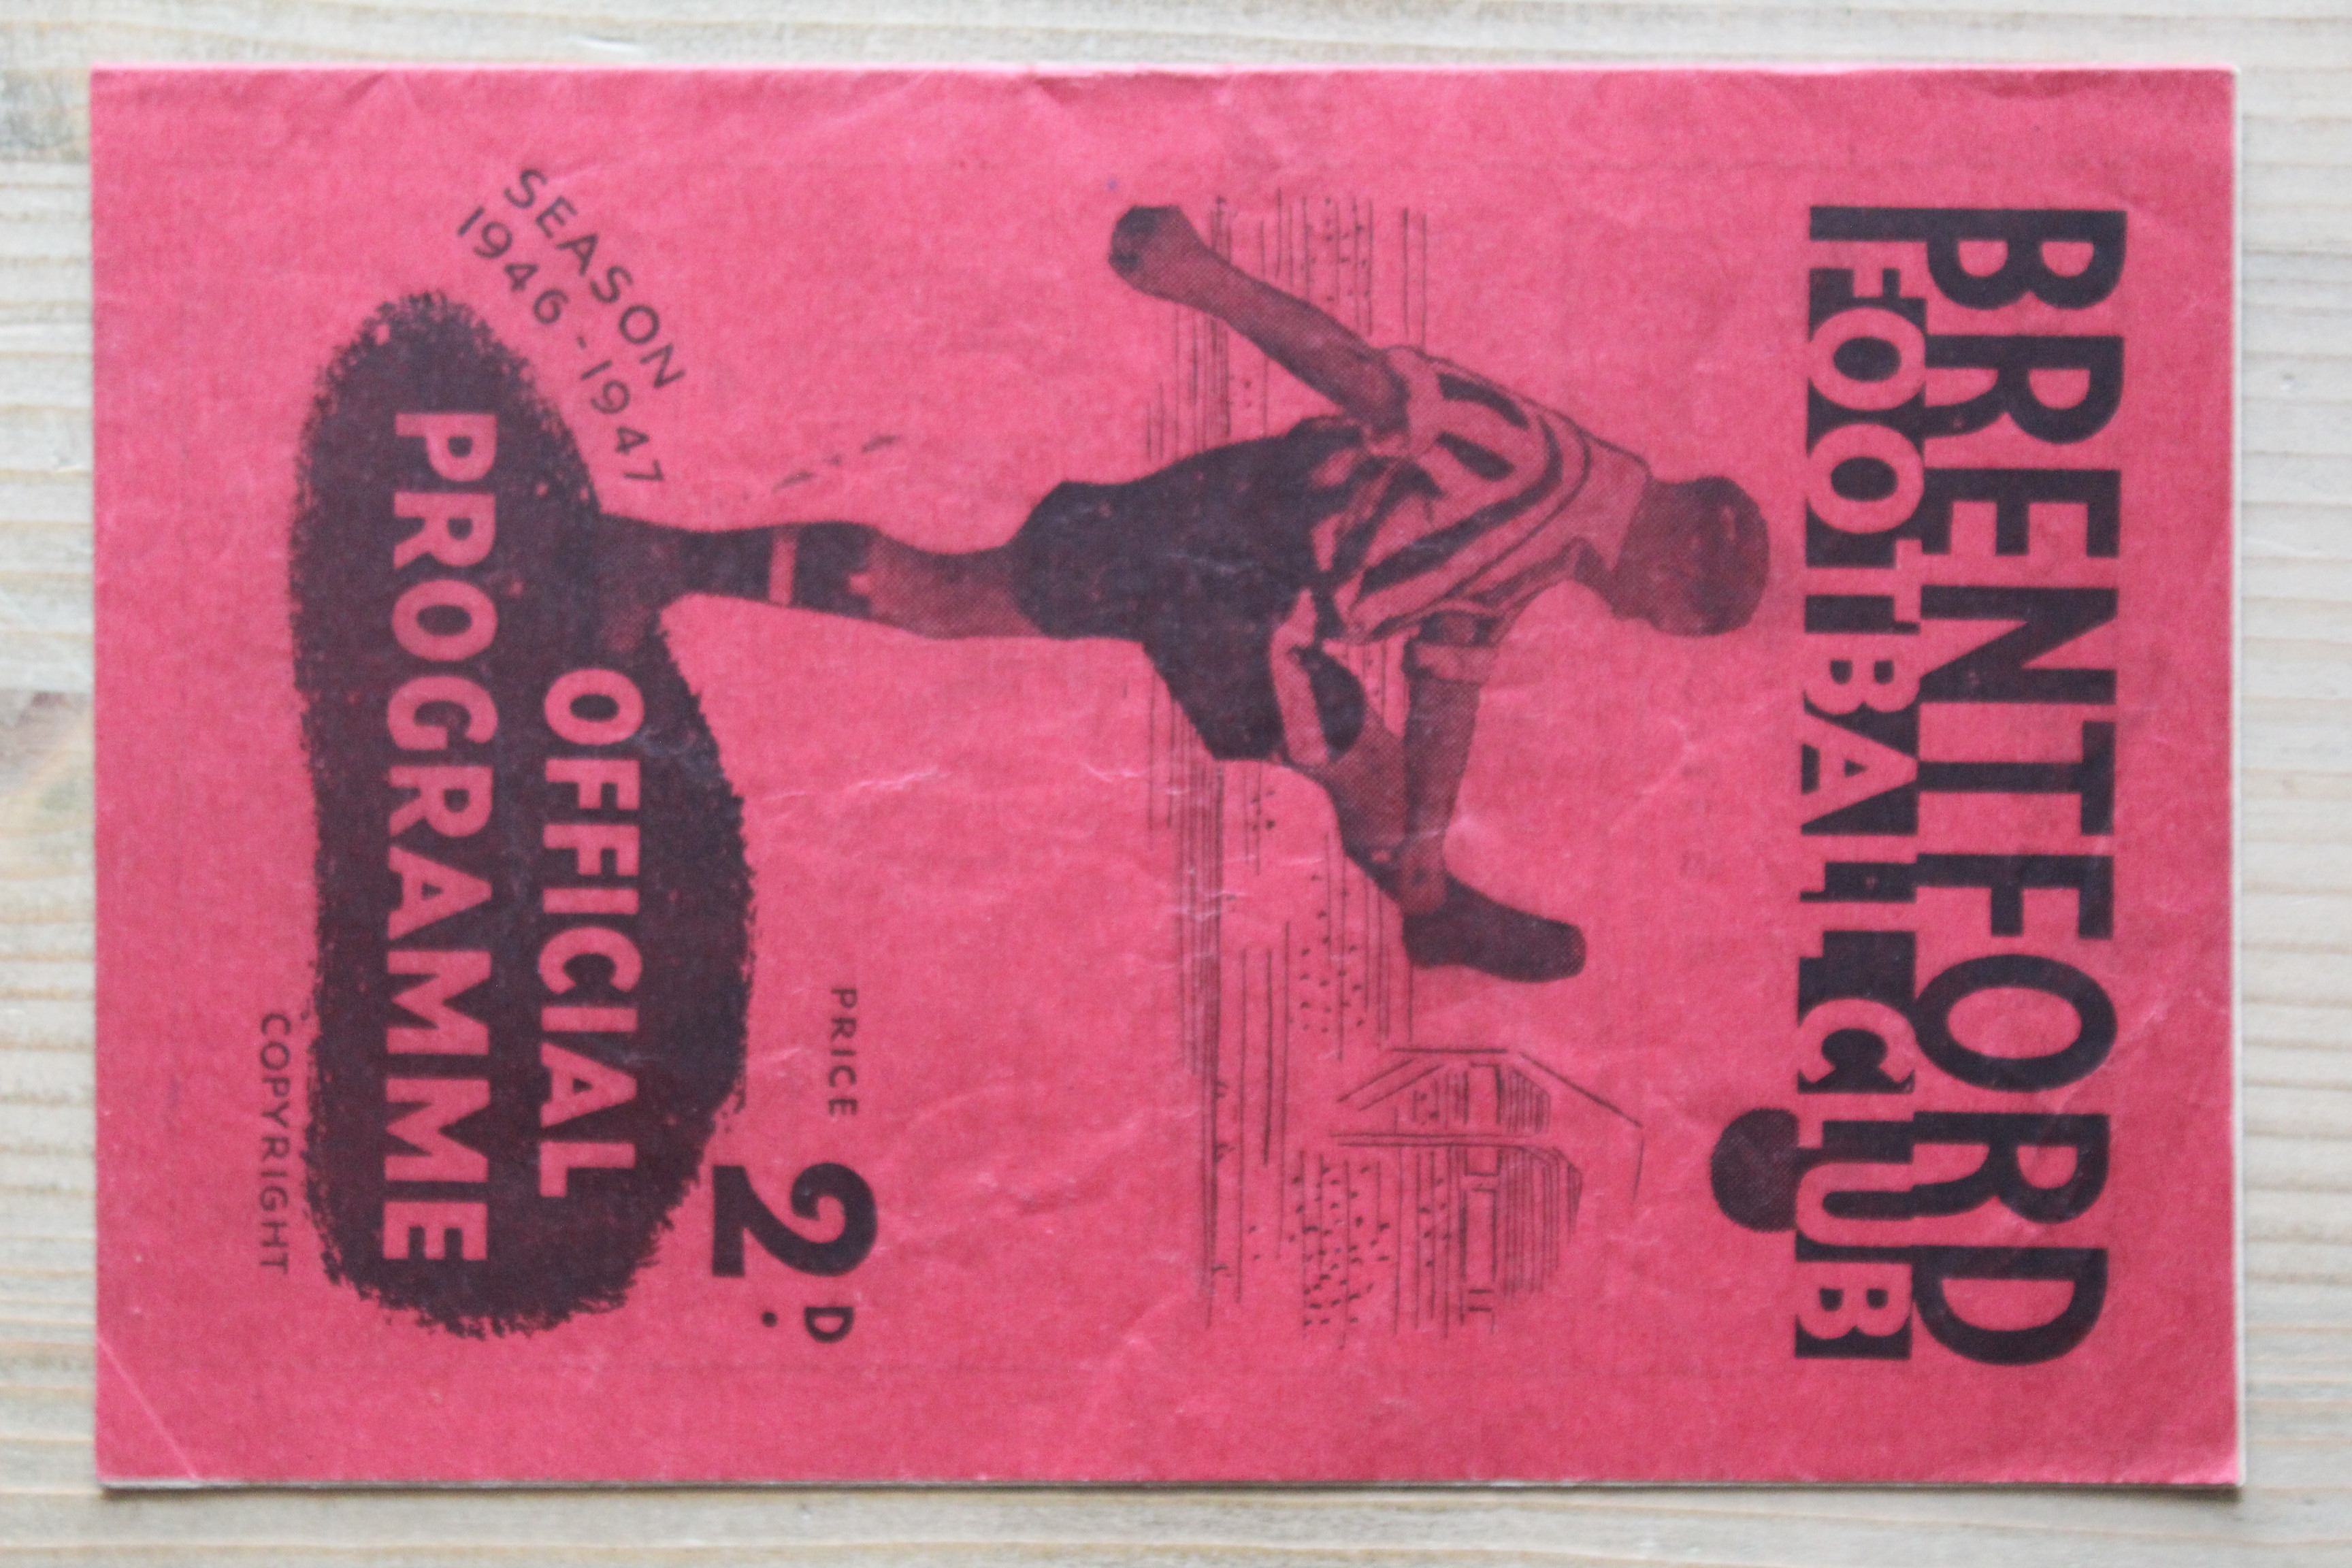 BRENTFORD
FOOTBALL CLUB
PRICE 2D.
SEASON
1946-1947
OFFICIAL
PROGRAMME
COPYRIGHT